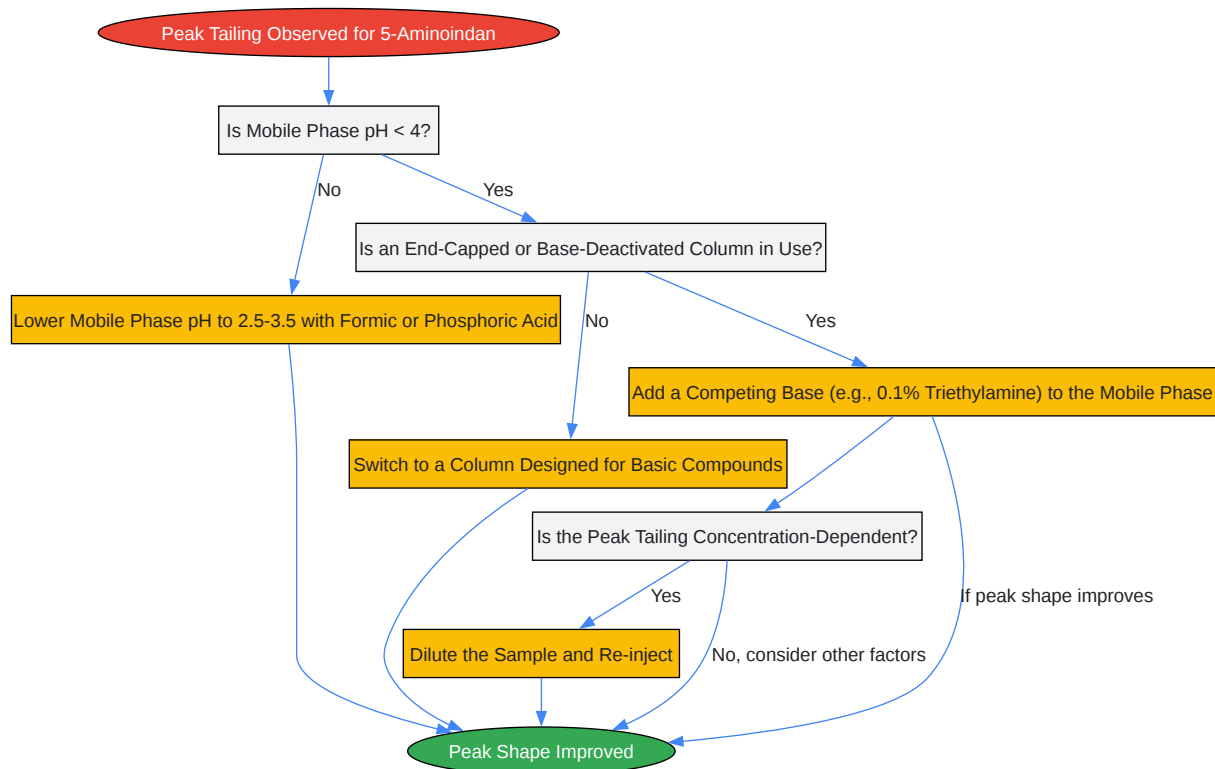 Peak Tailing Observed for 5-Aminoindan
Is Mobile Phase pH < 4?
No
Yes
Is an End-Capped or Base-Deactivated Column in Use?
Lower Mobile Phase pH to 2.5-3.5 with Formic or Phosphoric Acid
No
Yes
Add a Competing Base (e.g., 0.1% Triethylamine) to the Mobile Phase
Switch to a Column Designed for Basic Compounds
Is the Peak Tailing Concentration-Dependent?
Yes
If peak shape improves
Dilute the Sample and Re-inject
No, consider other factors
Peak Shape Improved